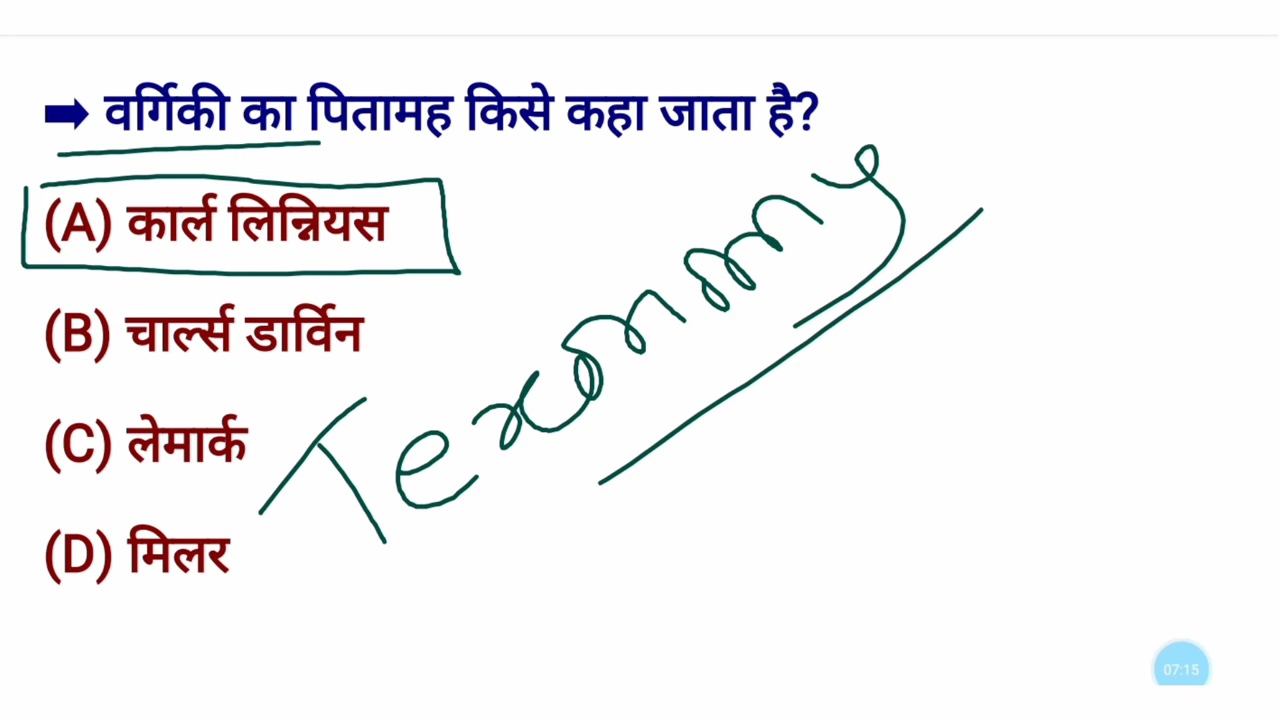 ➡ वर्गिकी का पितामह किसे कहा जाता है?
(A) कार्ल लिन्नियस
(B) चार्ल्स डार्विन
(C) लेमार्क
(D) मिलर
Texonmy
07:15